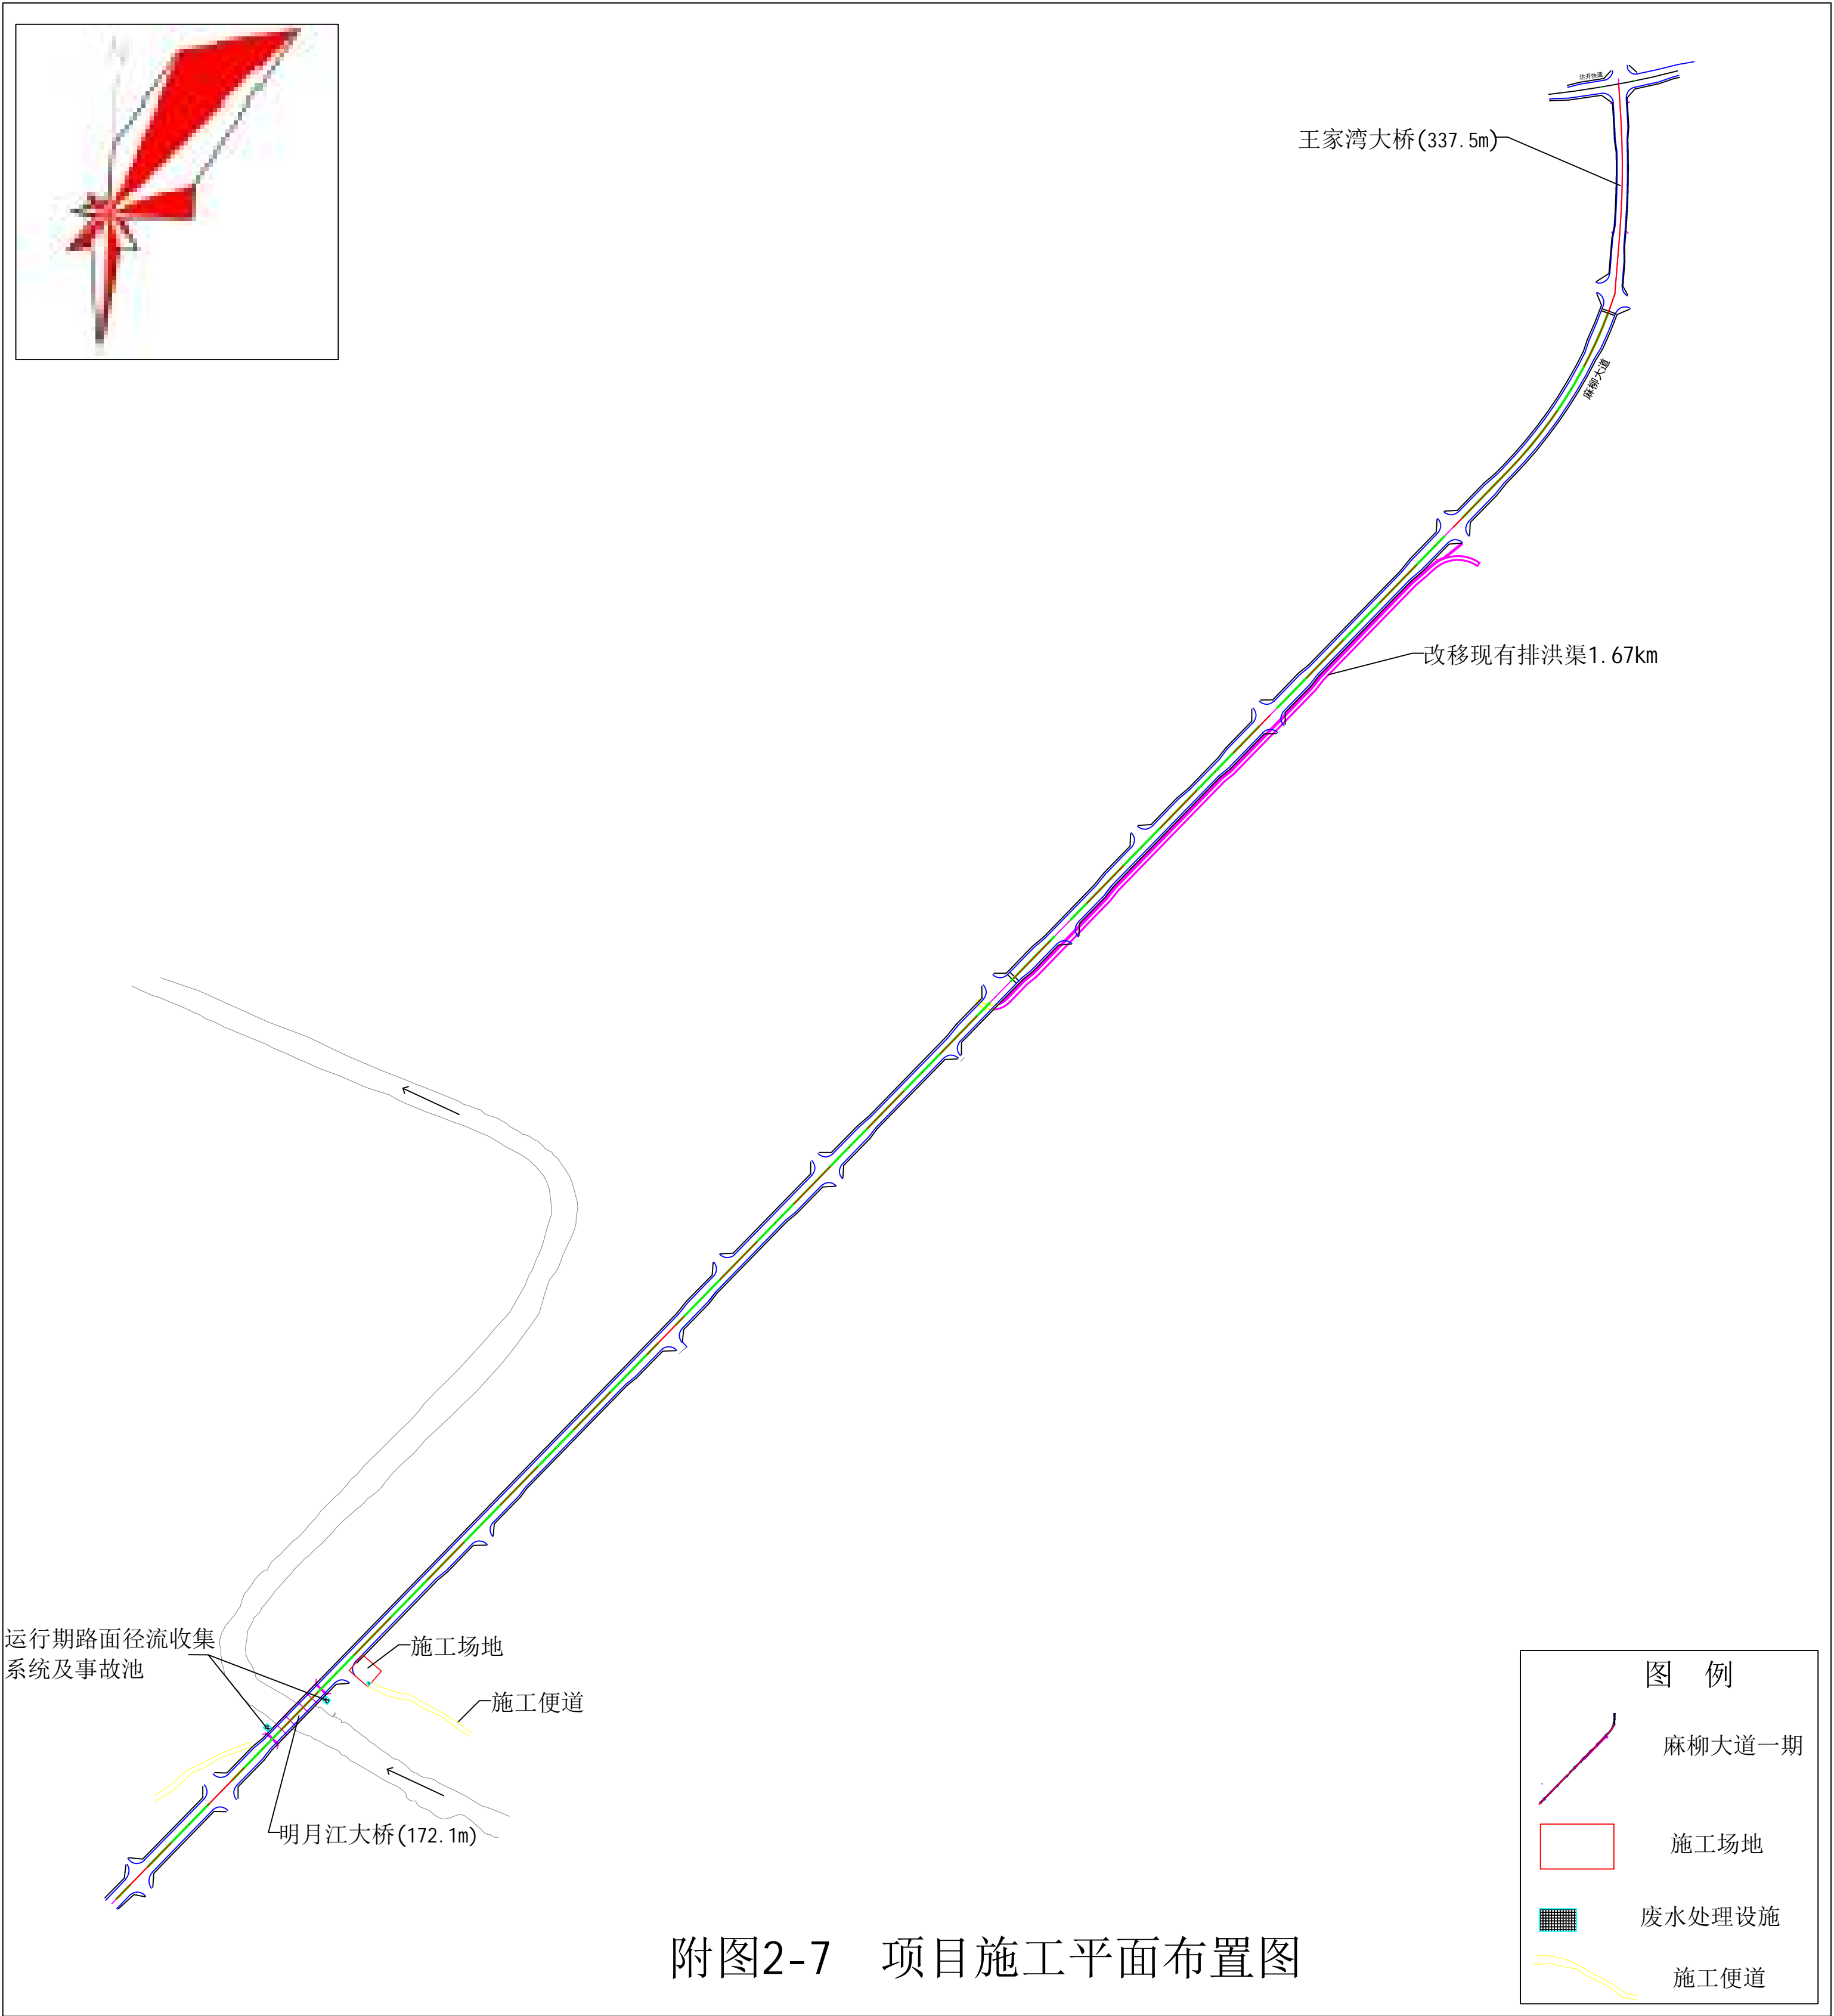 达开快速
王家湾大桥(337.5m)
麻柳大道
改移现有排洪渠1.67km
运行期路面径流收集
系统及事故池
施工场地
施工便道
明月江大桥(172.1m)
图 例
麻柳大道一期
施工场地
废水处理设施
施工便道
附图2-7 项目施工平面布置图